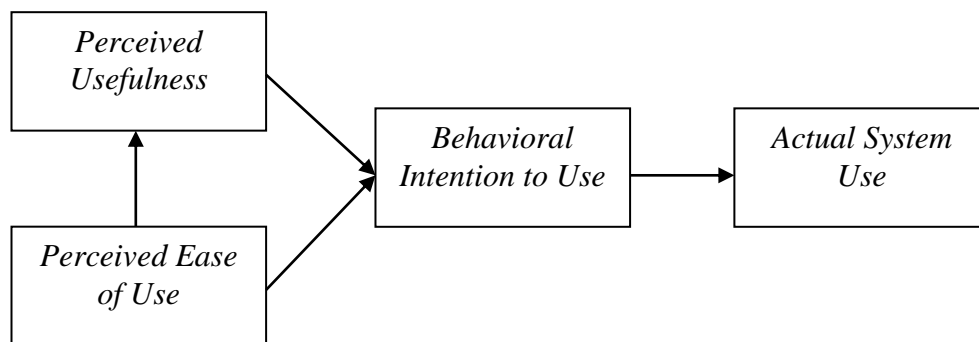 Perceived
Usefulness
Behavioral
Intention to Use
Actual System
Use
Perceived Ease
of Use